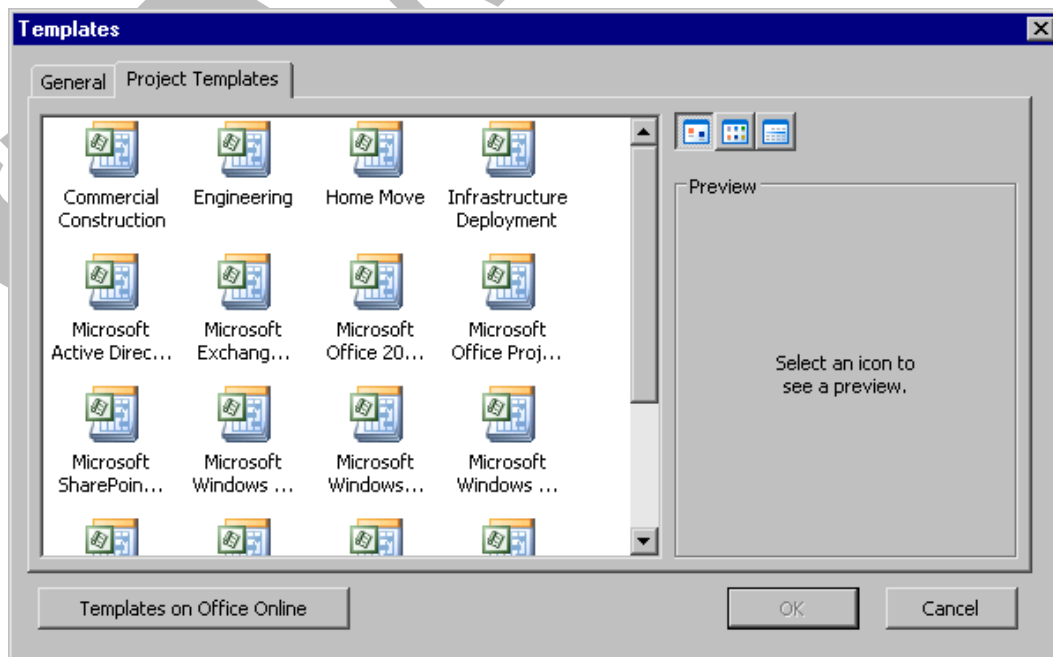 Templates
General
Project Templates
Commercial
Construction
Engineering
Home Move
Infrastructure
Deployment
Microsoft
Active Direc...
Microsoft
Exchang...
Microsoft
Office 20...
Microsoft
Office Proj...
Microsoft
SharePoin...
Microsoft
Windows ...
Microsoft
Windows...
Microsoft
Windows ...
Preview
Select an icon to
see a preview.
Templates on Office Online
OK
Cancel